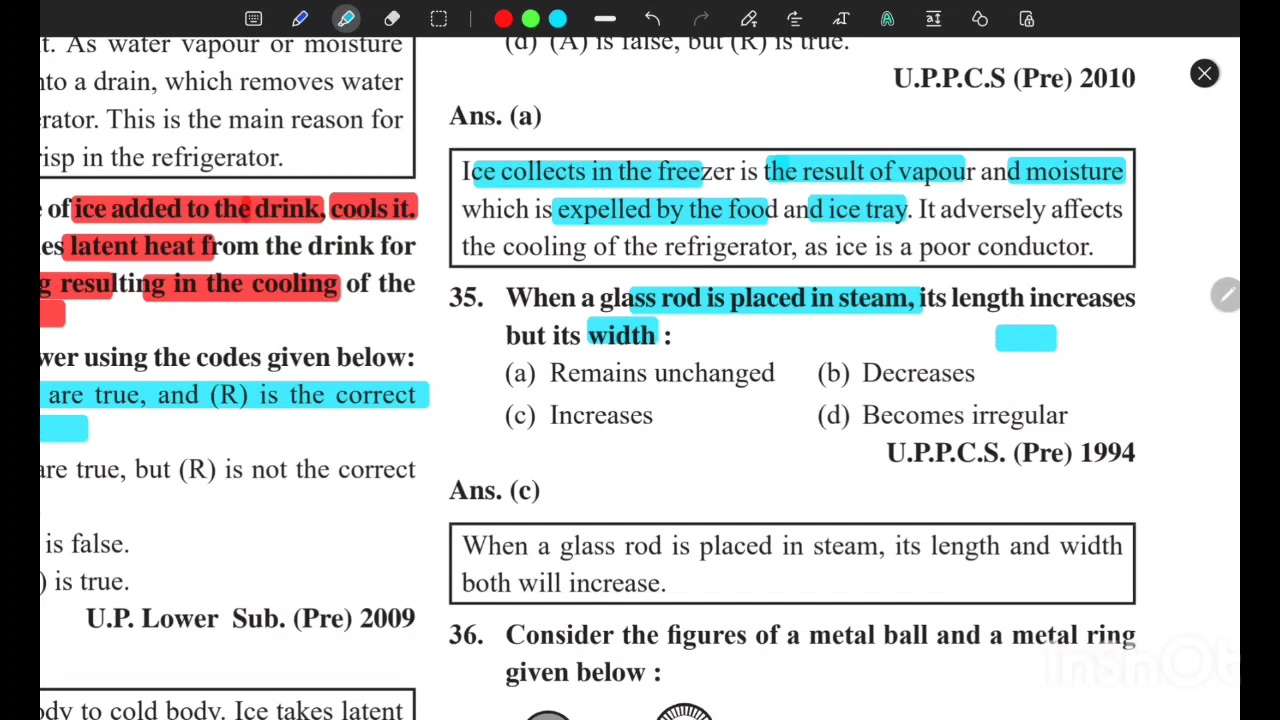 t. As water vapour or moisture
nto a drain, which removes water
erator. This is the main reason for
risp in the refrigerator.
e of ice added to the drink, cools it.
es latent heat from the drink for
g resulting in the cooling of the
wer using the codes given below:
are true, and (R) is the correct
are true, but (R) is not the correct
is false.
) is true.
U.P. Lower Sub. (Pre) 2009
ody to cold body. Ice takes latent
(d) (A) is false, but (R) is true.
U.P.P.C.S (Pre) 2010
Ans. (a)
Ice collects in the freezer is the result of vapour and moisture
which is expelled by the food and ice tray. It adversely affects
the cooling of the refrigerator, as ice is a poor conductor.
35. When a glass rod is placed in steam, its length increases
but its width :
(a) Remains unchanged (b) Decreases
(c) Increases (d) Becomes irregular
U.P.P.C.S. (Pre) 1994
Ans. (c)
When a glass rod is placed in steam, its length and width
both will increase.
36. Consider the figures of a metal ball and a metal ring
given below :
InShOt